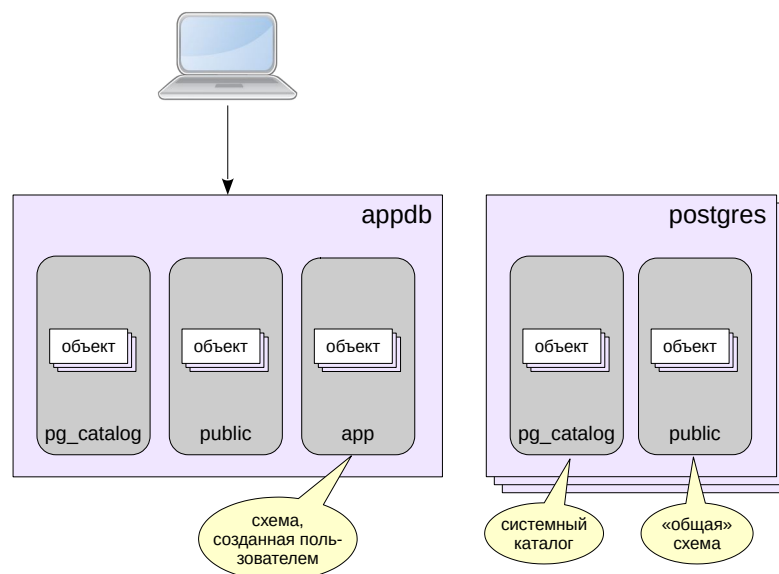 appdb
postgres
объект
объект
объект
объект
объект
pg_catalog
public
app
pg_catalog
public
схема,
созданная поль-
зователем
системный
каталог
«общая»
схема